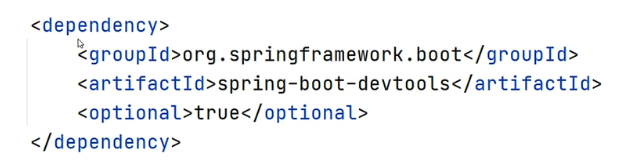 <dependency>
    <groupId>org.springframework.boot</groupId>
    <artifactId>spring-boot-devtools</artifactId>
    <optional>true</optional>
</dependency>